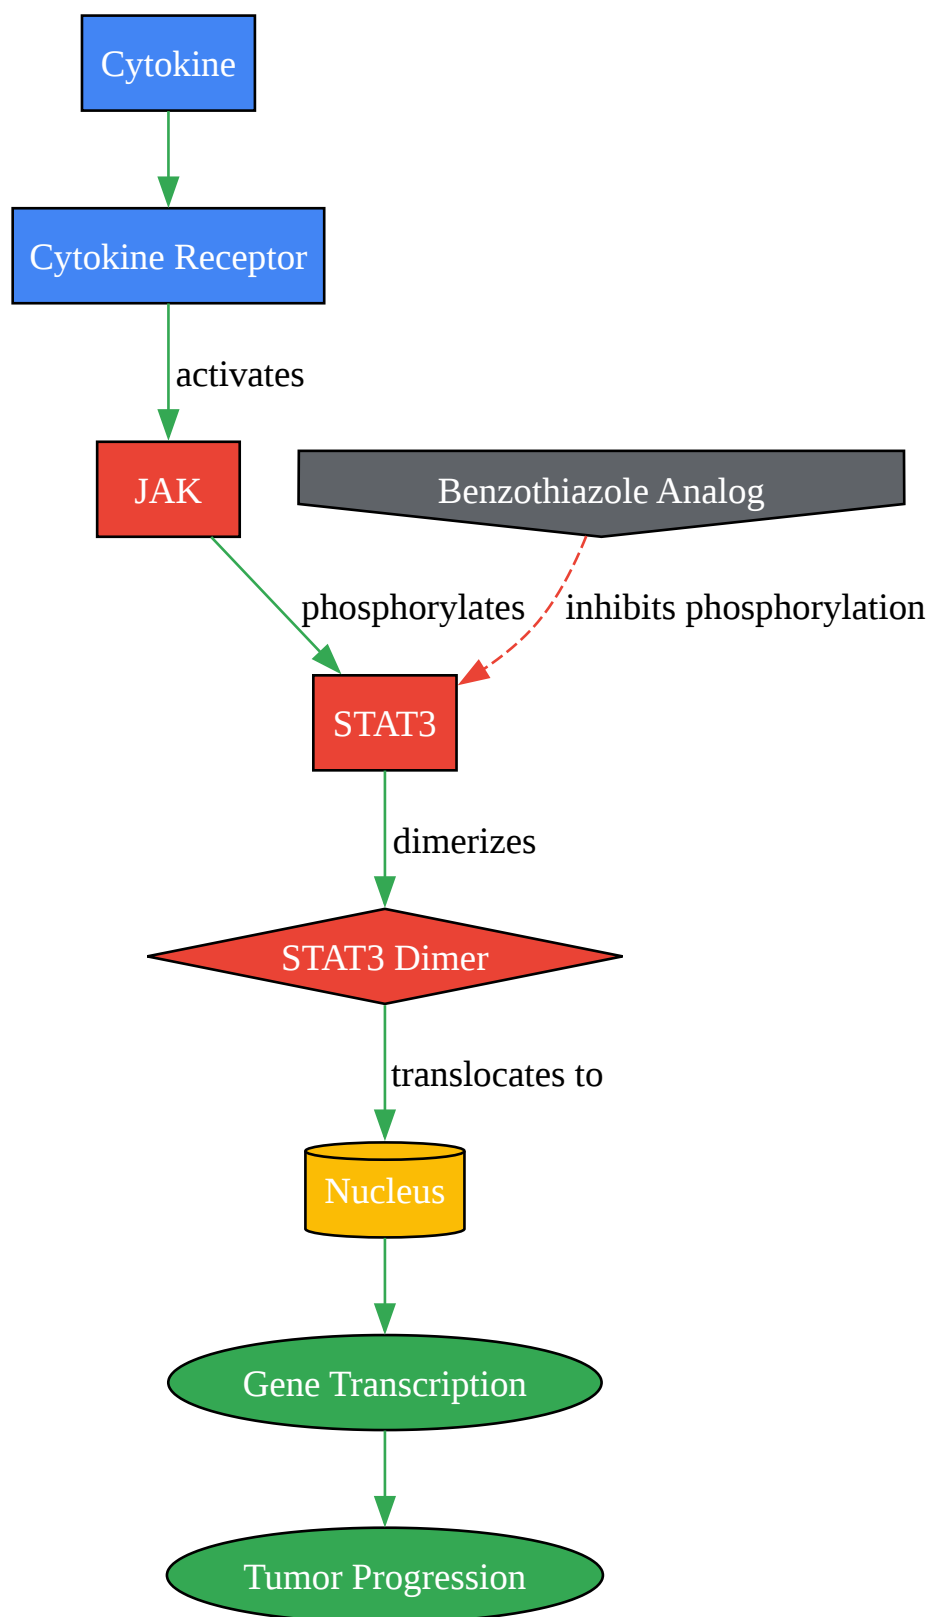 Cytokine
Cytokine Receptor
activates
JAK
Benzothiazole Analog
phosphorylates
inhibits phosphorylation
STAT3
dimerizes
STAT3 Dimer
translocates to
Nucleus
Gene Transcription
Tumor Progression